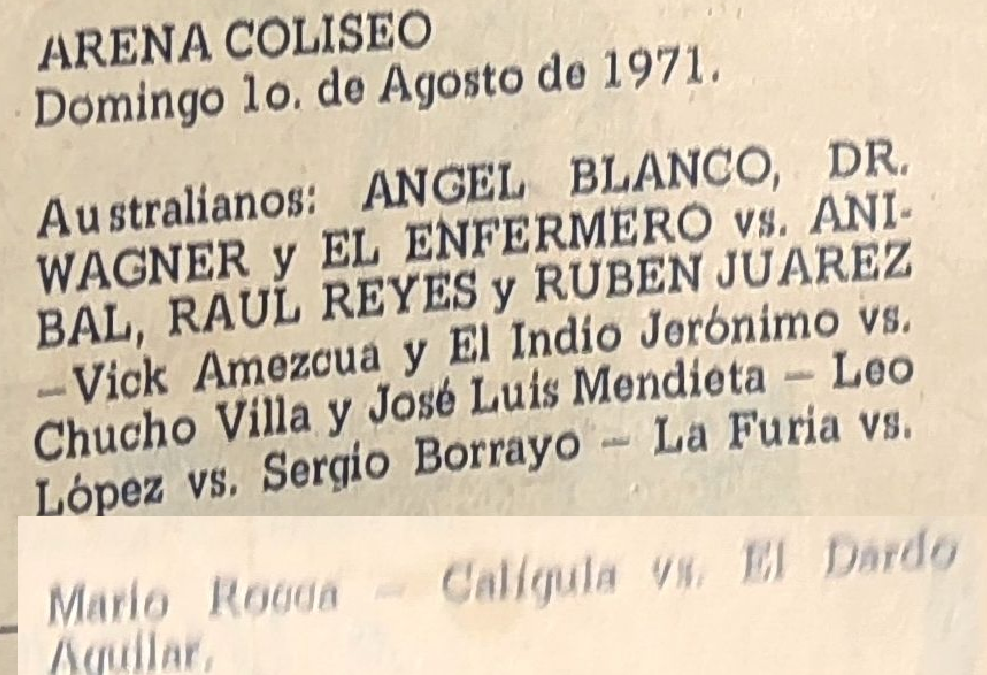 ARENA COLISEO
Domingo 1o. de Agosto de 1971.
Australianos: ANGEL BLANCO, DR.
WAGNER y EL ENFERMERO vs. ANI-
BAL, RAUL REYES y RUBEN JUAREZ
—Vick Amezcua y El Indio Jerónimo vs.
Chucho Villa y José Luis Mendieta — Leo
López vs. Sergio Borrayo — La Furia vs.
Mario — Calígula vs. El Dardo
Aguilar.